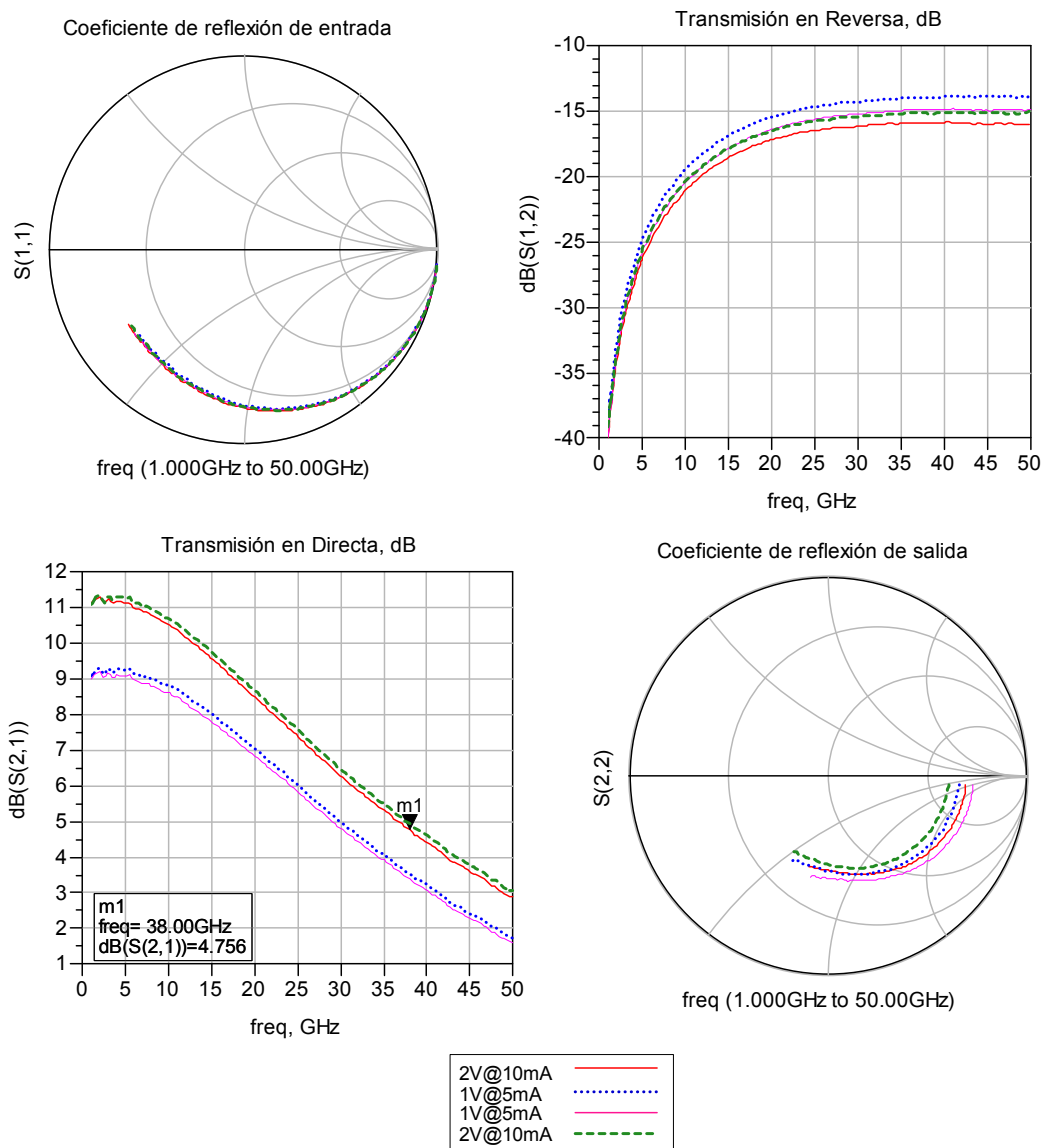 Coeficiente de reflexión de entrada
S(1,1)
freq (1.000GHz to 50.00GHz)
Transmisión en Reversa, dB
dB(S(1,2))
-10
-15
-20
-25
-30
-35
-40
0 5 10 15 20 25 30 35 40 45 50
freq, GHz
Transmisión en Directa, dB
dB(S(2,1))
12
11
10
9
8
7
6
5
4
3
2
1
m1
m1
freq= 38.00GHz
dB(S(2,1))=4.756
0 5 10 15 20 25 30 35 40 45 50
freq, GHz
Coeficiente de reflexión de salida
S(2,2)
freq (1.000GHz to 50.00GHz)
2V@10mA
1V@5mA
1V@5mA
2V@10mA